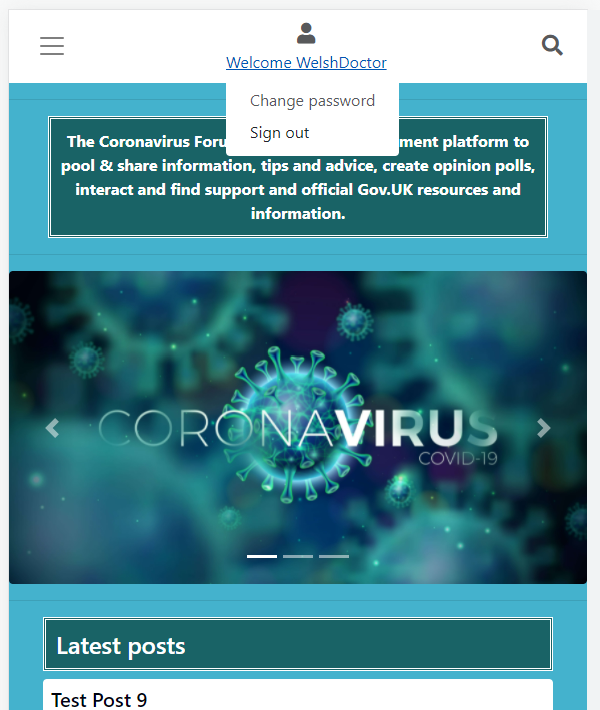 Welcome WelshDoctor
Change password
Sign out
The Coronavirus Foru ment platform to
pool & share information, tips and advice, create opinion polls,
interact and find support and official Gov.UK resources and
information.
CORONAVIRUS
COVID-19
Latest posts
Test Post 9